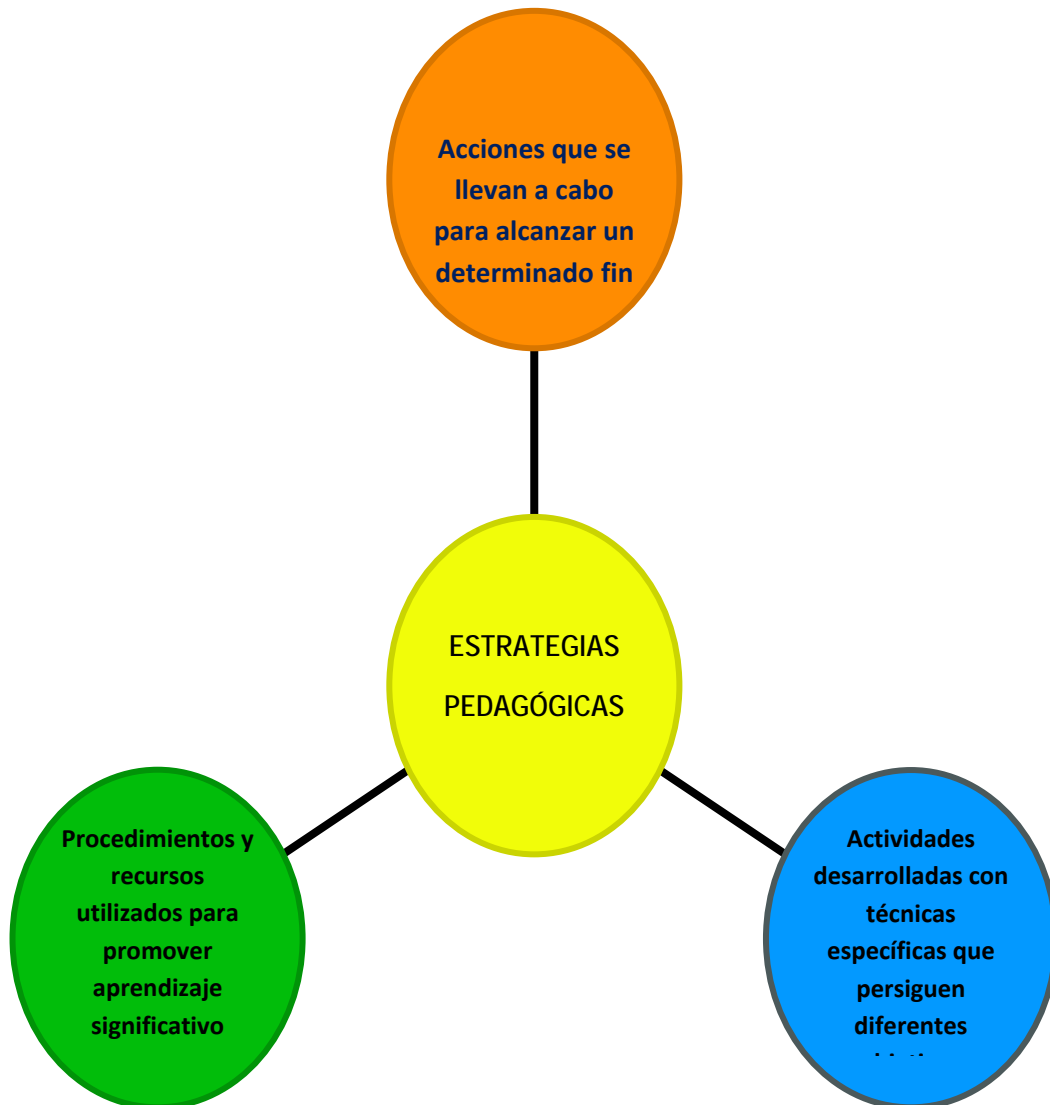 Acciones que se
llevan a cabo
para alcanzar un
determinado fin
ESTRATEGIAS
PEDAGÓGICAS
Procedimientos y
recursos
utilizados para
promover
aprendizaje
significativo
Actividades
desarrolladas con
técnicas
específicas que
persiguen
diferentes